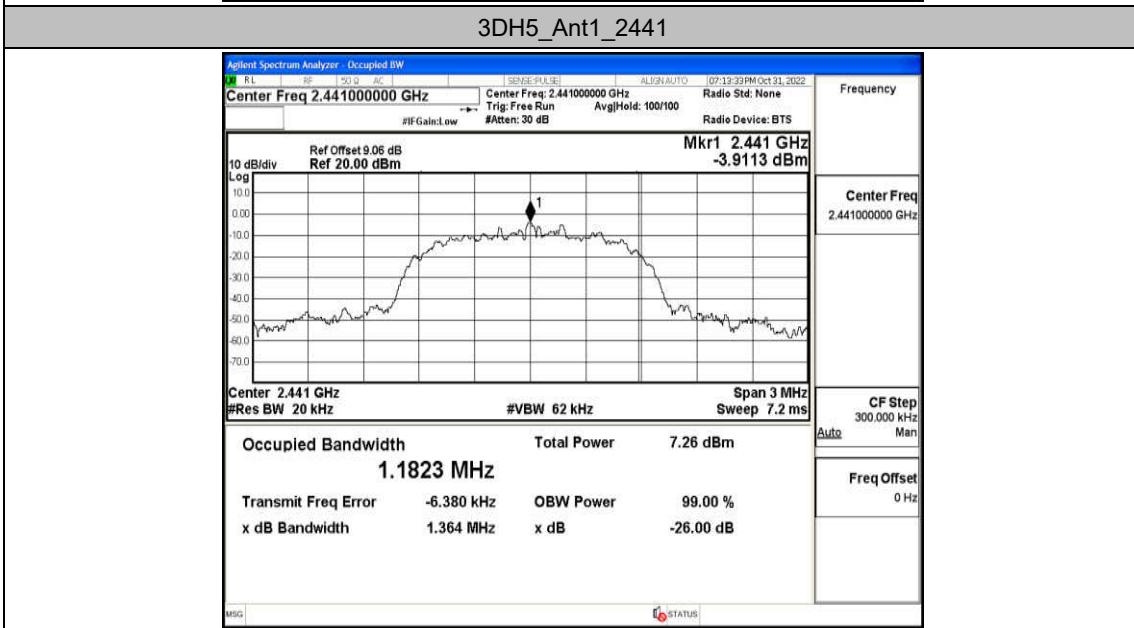 3DH5_Ant1_2441
Agilent Spectrum Analyzer - Occupied BW
RL RF 50 Ω AC SENSE:PULSE ALIGNAUTO 07:13:33 PM Oct 31, 2022
Center Freq 2.441000000 GHz
Center Freq: 2.441000000 GHz
Radio Std: None
Trig: Free Run Avg|Hold: 100/100
#IFGain:Low #Atten: 30 dB Radio Device: BTS
Frequency
Mkr1 2.441 GHz
-3.9113 dBm
Ref Offset 9.06 dB
10 dB/div Ref 20.00 dBm
Log
10.0
0.00
-10.0
-20.0
-30.0
-40.0
-50.0
-60.0
-70.0
1
Center Freq
2.441000000 GHz
Center 2.441 GHz Span 3 MHz
#Res BW 20 kHz #VBW 62 kHz Sweep 7.2 ms
CF Step
300.000 kHz
Auto Man
Occupied Bandwidth Total Power 7.26 dBm
1.1823 MHz
Transmit Freq Error -6.380 kHz OBW Power 99.00 %
x dB Bandwidth 1.364 MHz x dB -26.00 dB
Freq Offset
0 Hz
MSG STATUS